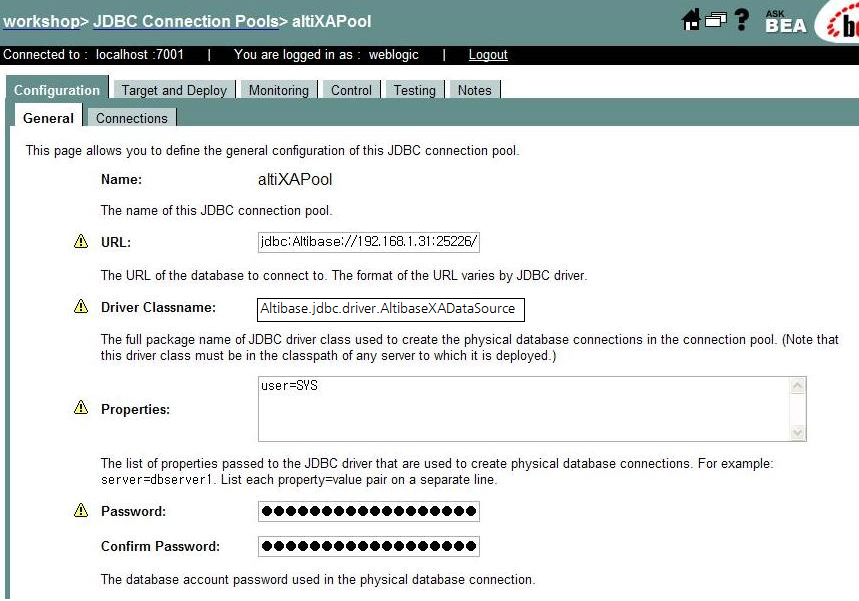 workshop> JDBC Connection Pools> altiXAPool
? ASK BEA
Connected to : localhost :7001 | You are logged in as : weblogic | Logout
Configuration Target and Deploy Monitoring Control Testing Notes
General Connections
This page allows you to define the general configuration of this JDBC connection pool.
Name: altiXAPool
The name of this JDBC connection pool.
URL: jdbc:Altibase://192.168.1.31:25226/
The URL of the database to connect to. The format of the URL varies by JDBC driver.
Driver Classname: Altibase.jdbc.driver.AltibaseXADataSource
The full package name of JDBC driver class used to create the physical database connections in the connection pool. (Note that
this driver class must be in the classpath of any server to which it is deployed.)
user=SYS
Properties:
The list of properties passed to the JDBC driver that are used to create physical database connections. For example:
server=dbserver1. List each property=value pair on a separate line.
Password: ●●●●●●●●●●●●●●●●●●
Confirm Password: ●●●●●●●●●●●●●●●●●●
The database account password used in the physical database connection.